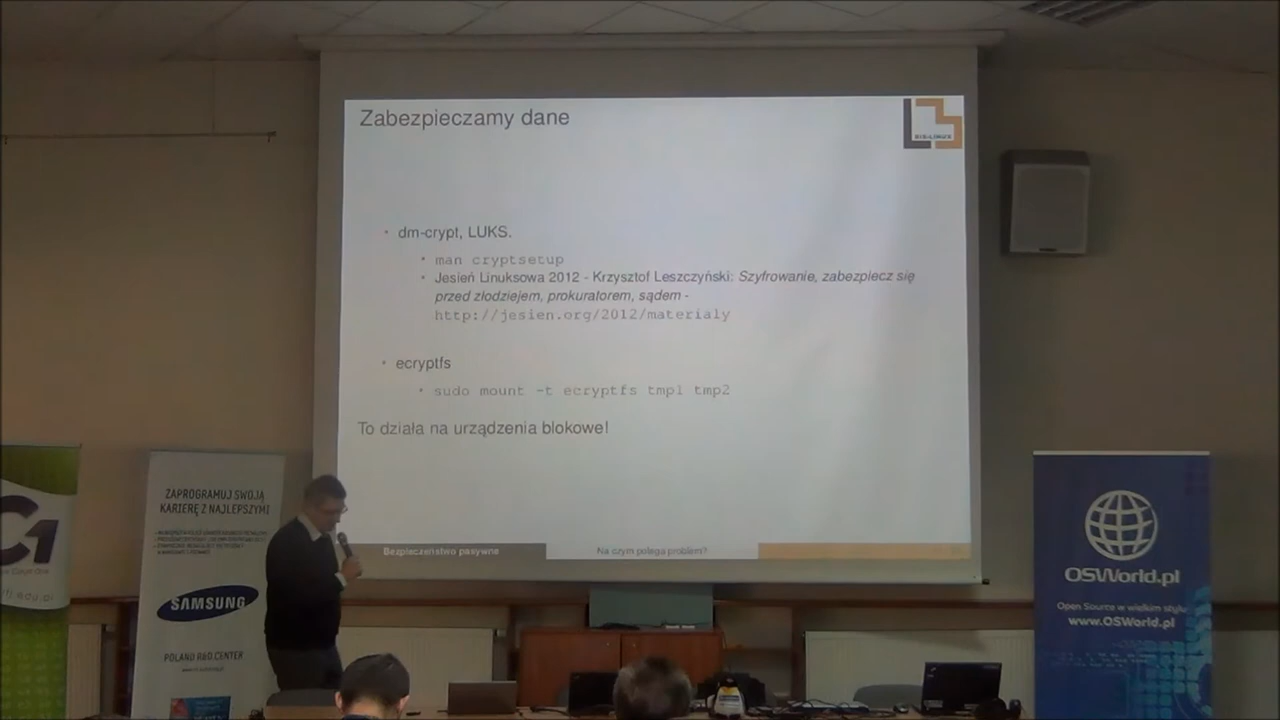 Zabezpieczamy dane
BIS-LINUX
dm-crypt, LUKS.
man cryptsetup
Jesień Linuksowa 2012 - Krzysztof Leszczyński: Szyfrowanie, zabezpiecz się
przed złodziejem, prokuratorem, sądem -
http://jesien.org/2012/materialy
ecryptfs
sudo mount -t ecryptfs tmp1 tmp2
To działa na urządzenia blokowe!
Bezpieczeństwo pasywne
Na czym polega problem?
ZAPROGRAMUJ SWOJĄ
KARIERĘ Z NAJLEPSZYMI
SAMSUNG
POLAND R&D CENTER
OSWorld.pl
Open Source w wielkim stylu
www.OSWorld.pl